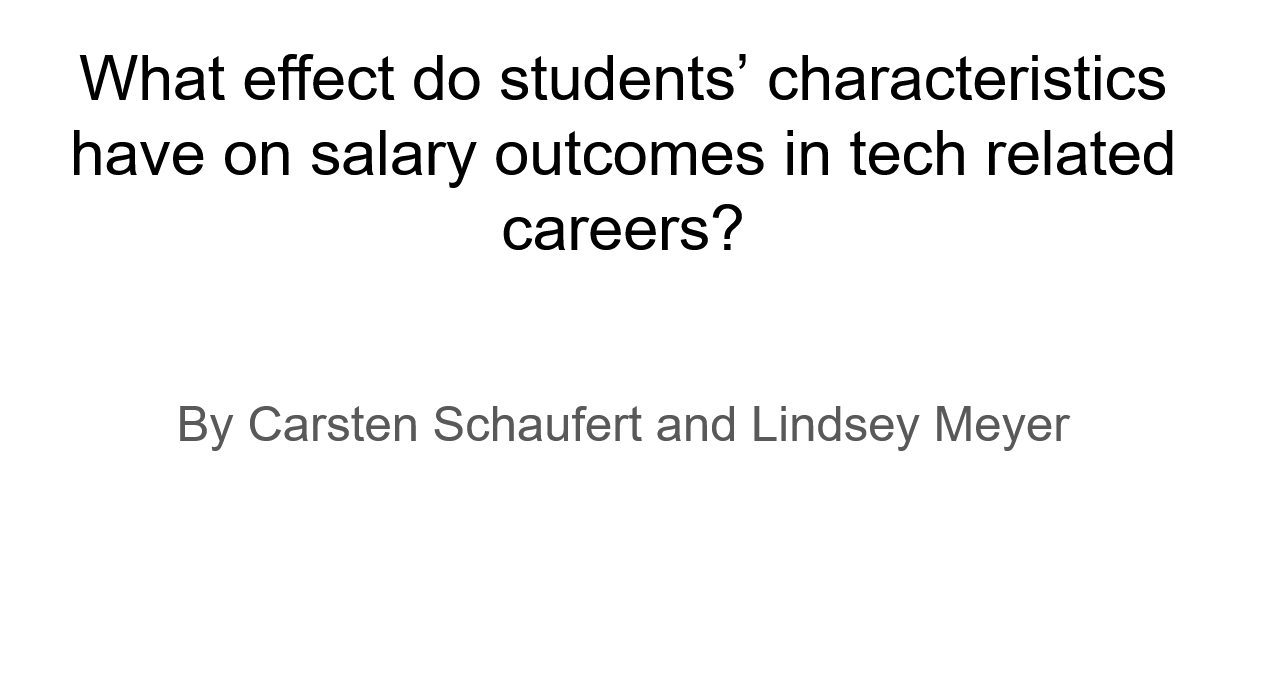 What effect do students’ characteristics
have on salary outcomes in tech related
careers?
By Carsten Schaufert and Lindsey Meyer